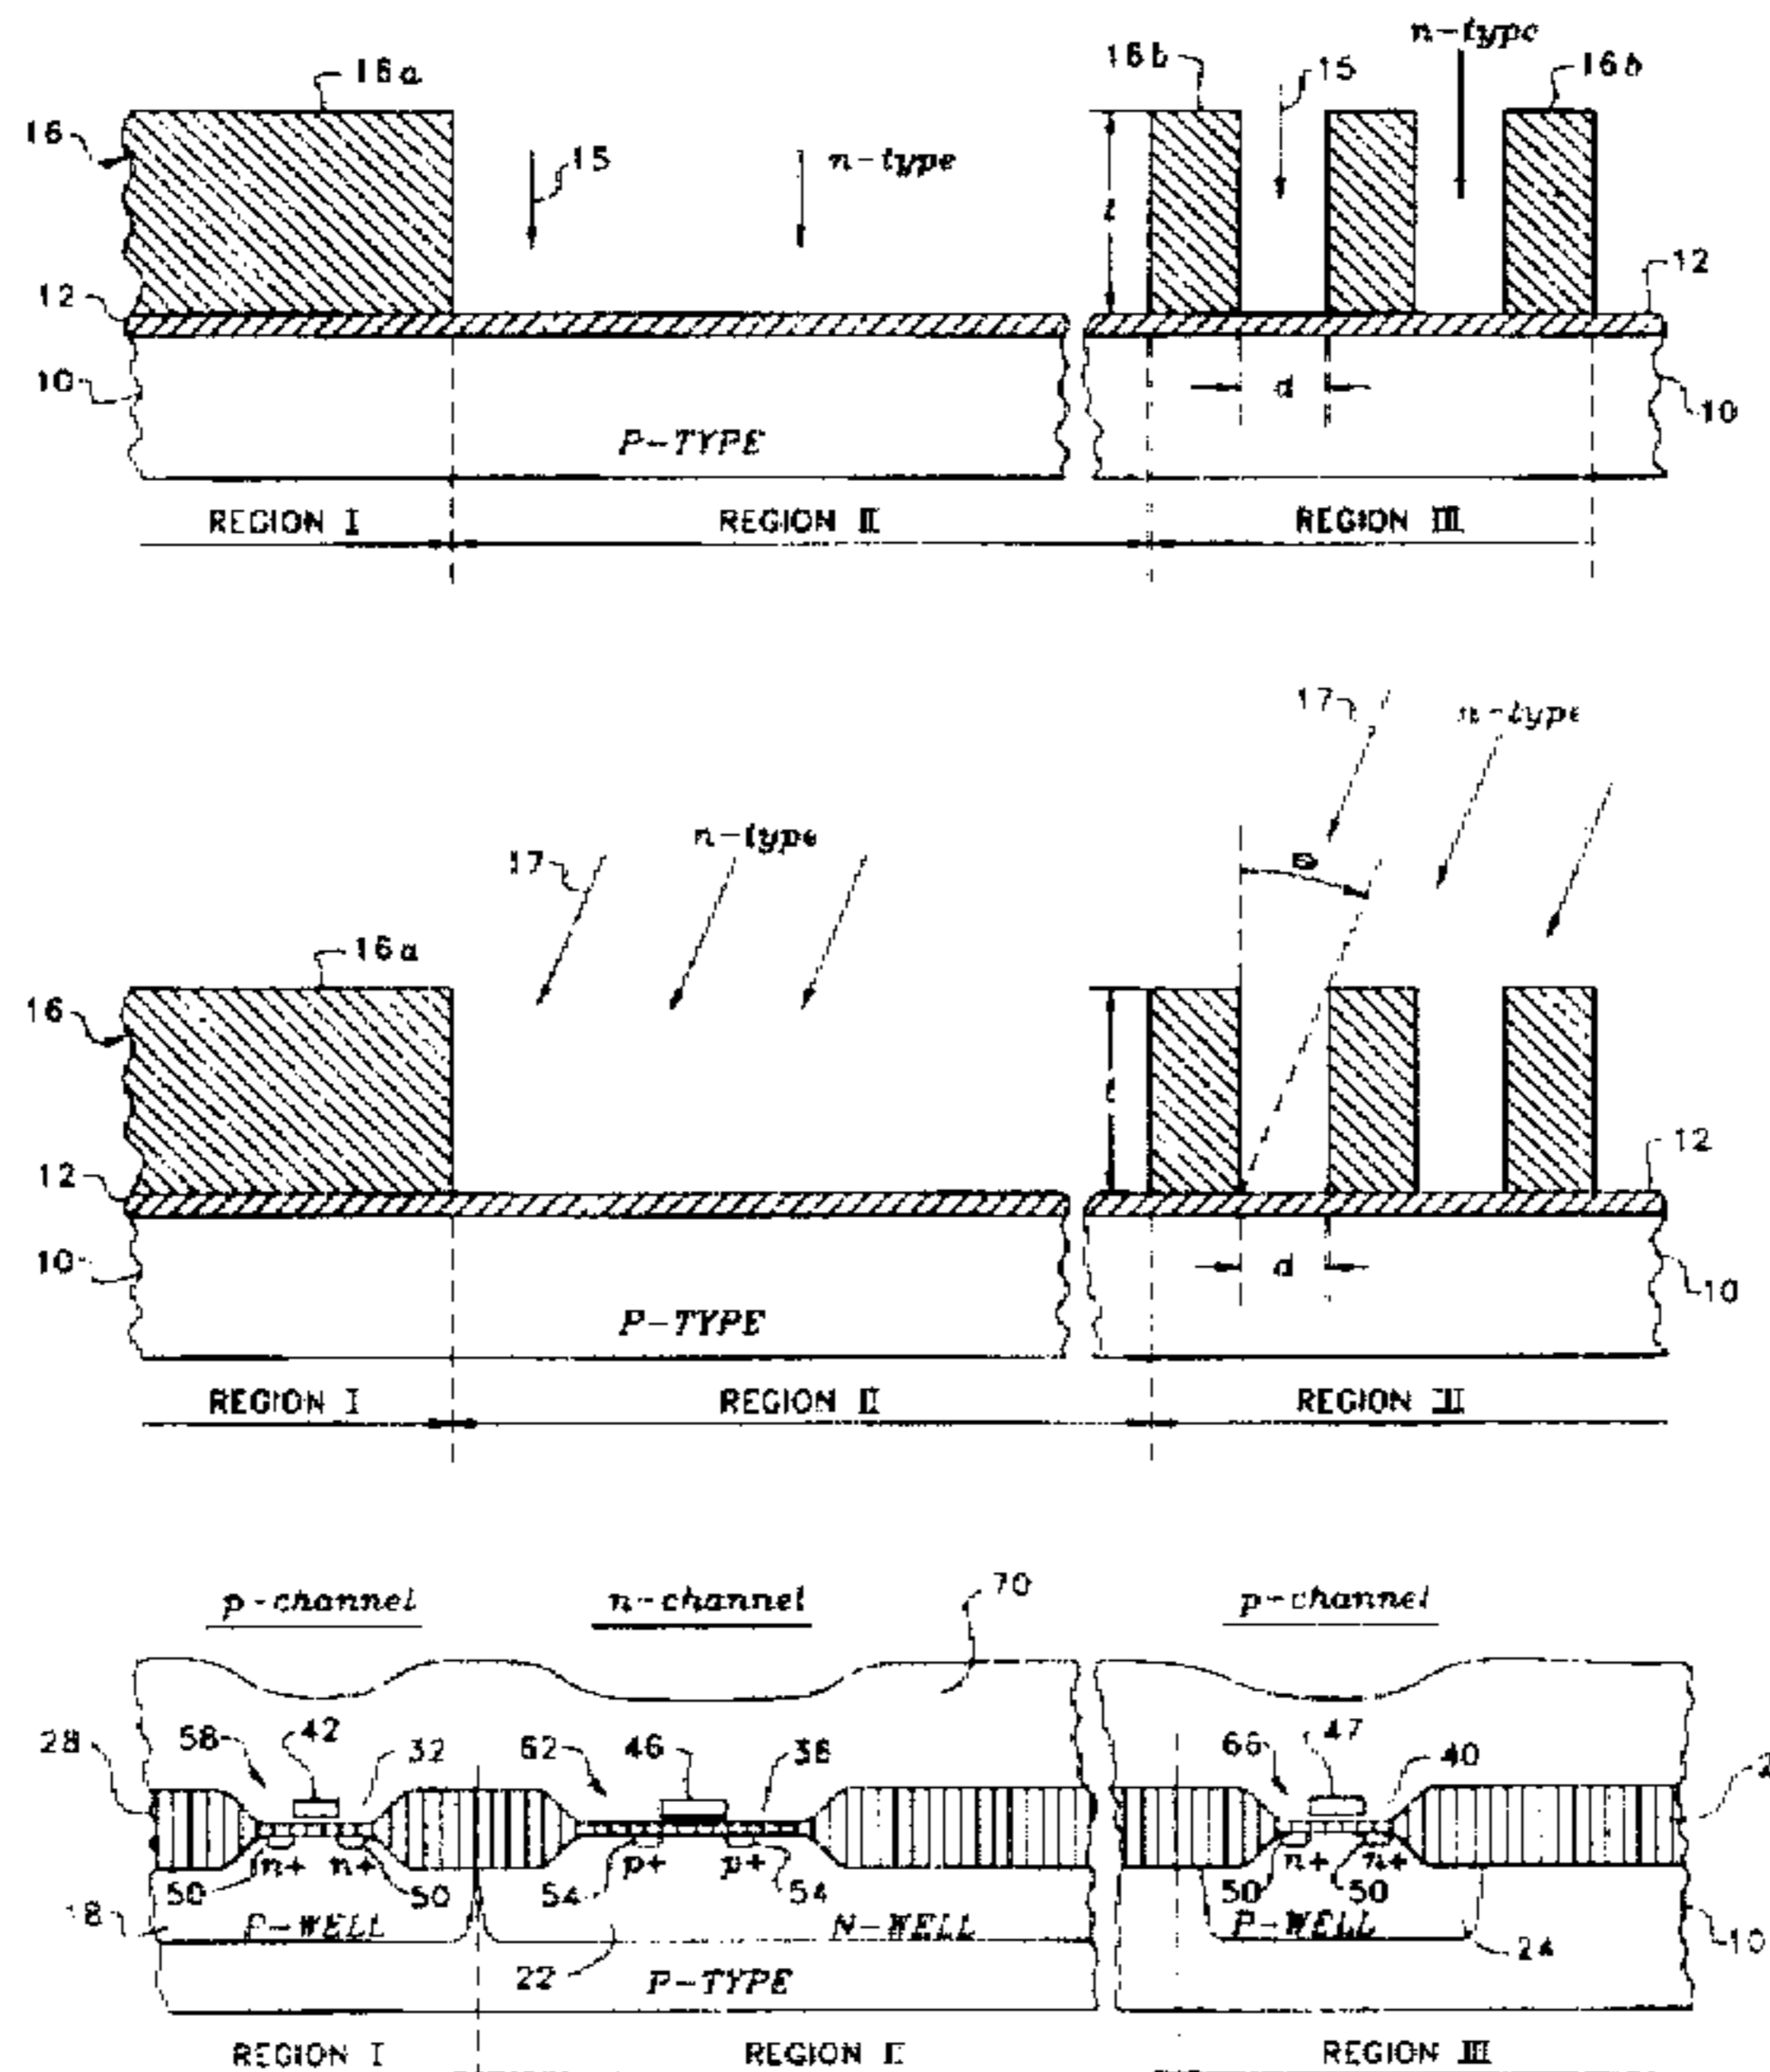 n-type
16a 16b 15 16b
16 15 n-type t
12 12
10 d 10
P-TYPE
REGION I REGION II REGION III
17 n-type
n-type
17 Θ
16a
16 t
12 12
10 d 10
P-TYPE
REGION I REGION II REGION III
p-channel n-channel 70 p-channel
28 58 42 32 62 46 36 66 47 40 2
n+ n+ p+ p+ n+ n+
50 50 54 54 50 50
18 P-WELL N-WELL P-WELL 10
22 P-TYPE 24
REGION I REGION II REGION III